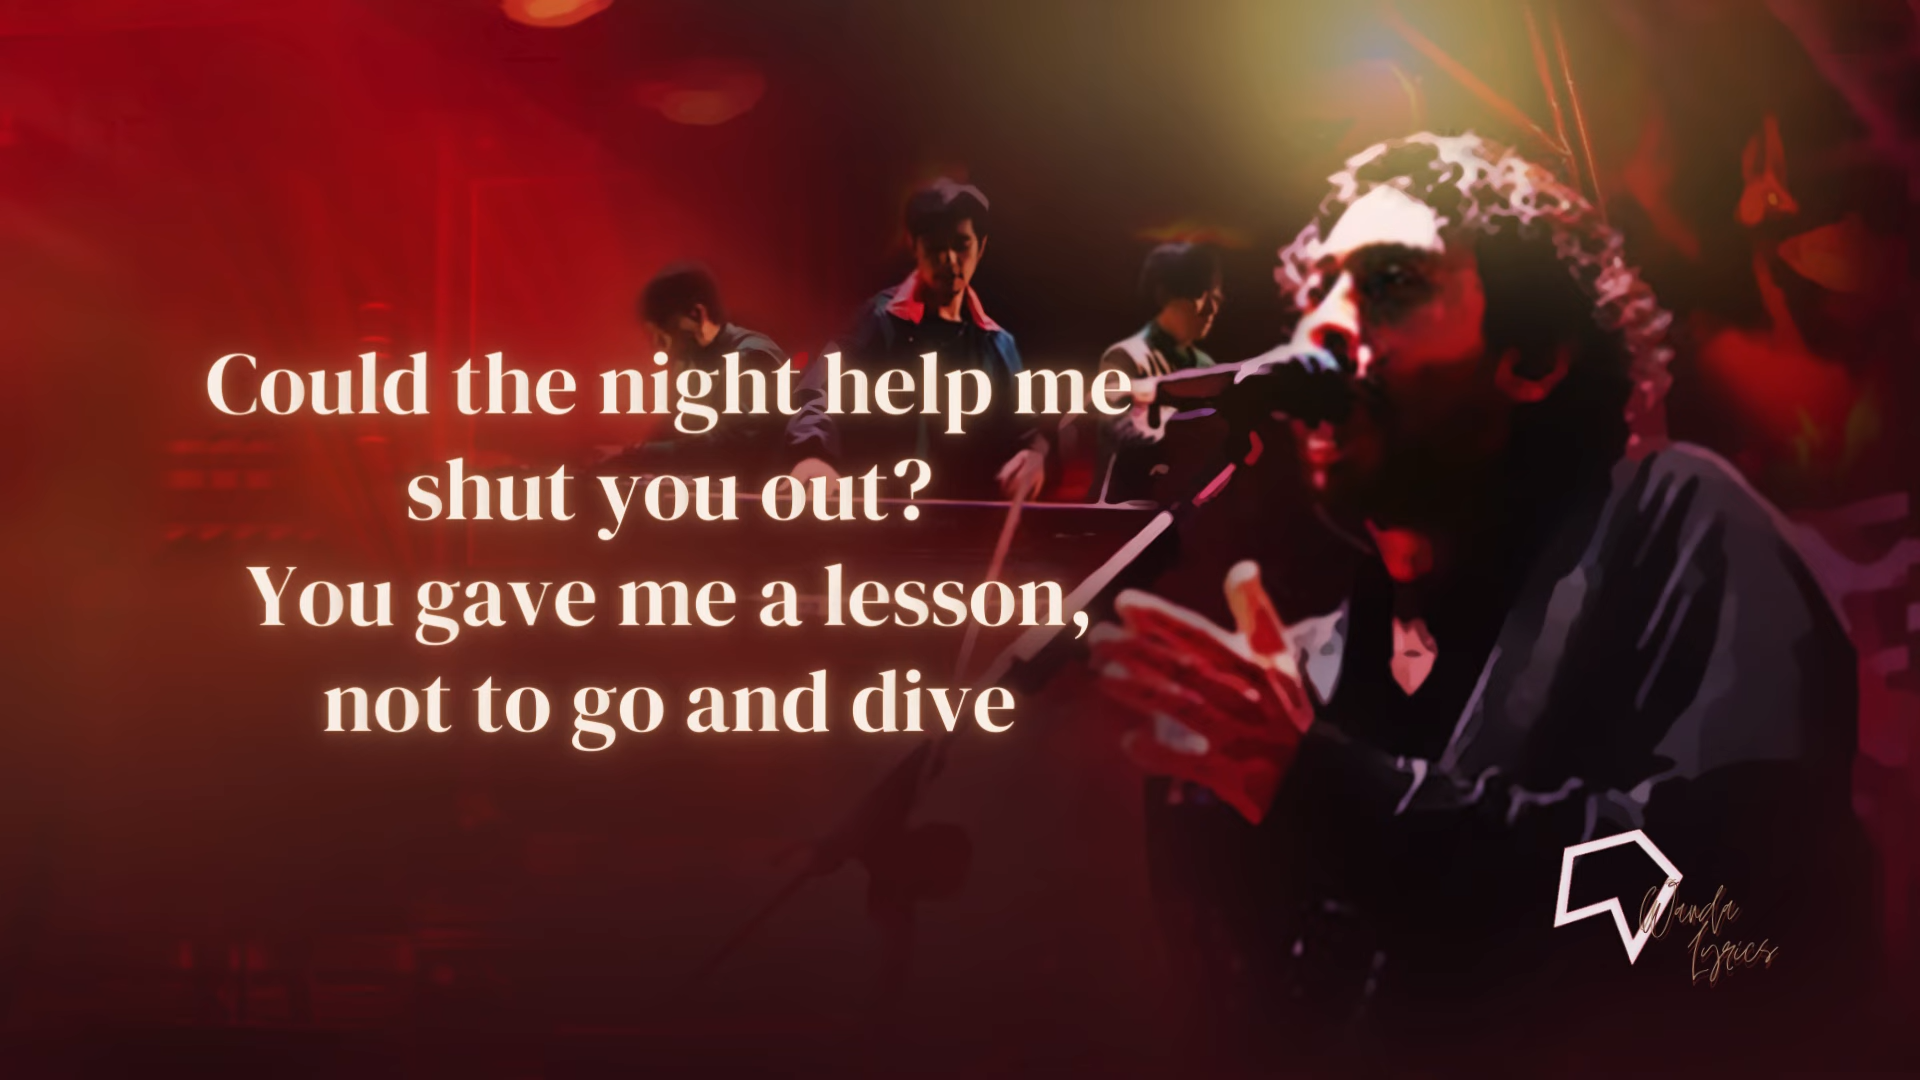 Could the night help me
shut you out?
You gave me a lesson,
not to go and dive
Wanda
Lyrics